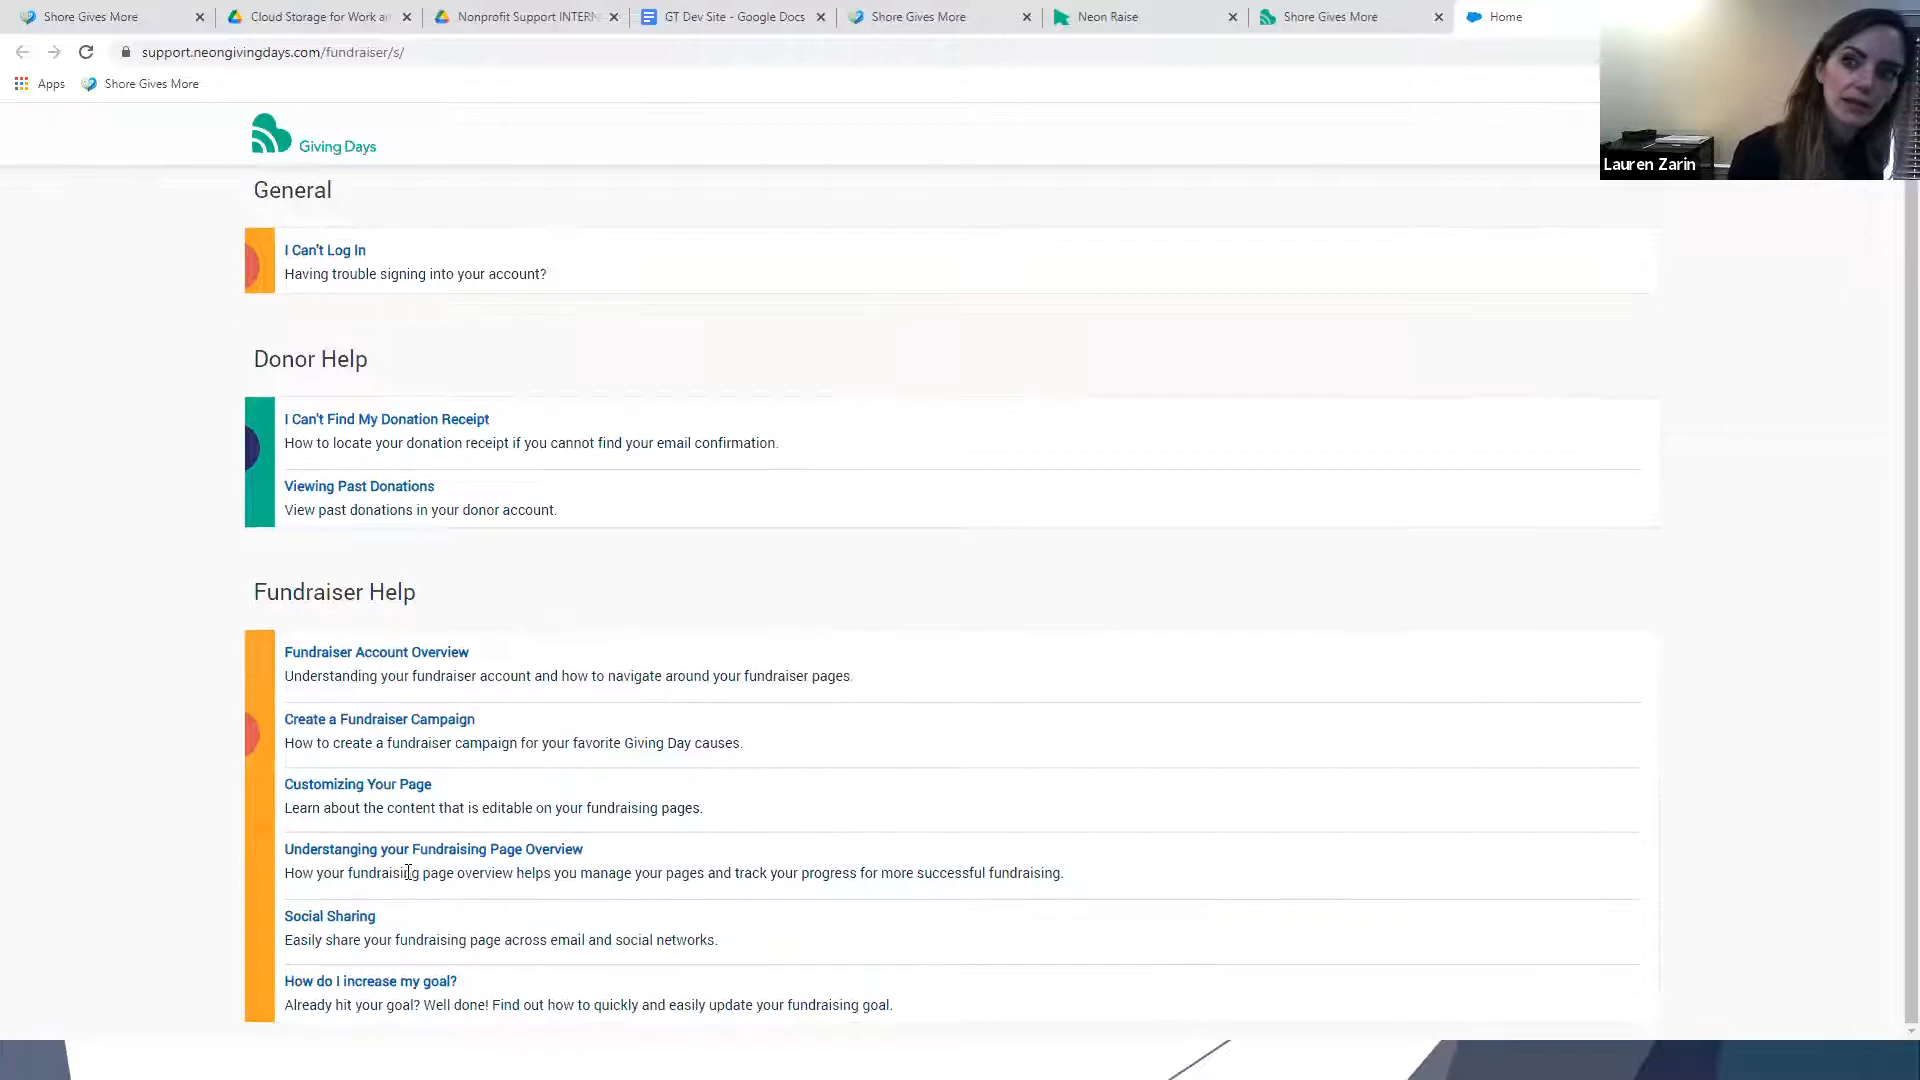 Shore Gives More
Cloud Storage for Work a
Nonprofit Support INTERN
GT Dev Site - Google Docs
Shore Gives More
Neon Raise
Shore Gives More
Home
support.neongivingdays.com/fundraiser/s/
Apps
Shore Gives More
Giving Days
Lauren Zarin
General
I Can't Log In
Having trouble signing into your account?
Donor Help
I Can't Find My Donation Receipt
How to locate your donation receipt if you cannot find your email confirmation.
Viewing Past Donations
View past donations in your donor account.
Fundraiser Help
Fundraiser Account Overview
Understanding your fundraiser account and how to navigate around your fundraiser pages.
Create a Fundraiser Campaign
How to create a fundraiser campaign for your favorite Giving Day causes.
Customizing Your Page
Learn about the content that is editable on your fundraising pages.
Understanging your Fundraising Page Overview
How your fundraising page overview helps you manage your pages and track your progress for more successful fundraising.
Social Sharing
Easily share your fundraising page across email and social networks.
How do I increase my goal?
Already hit your goal? Well done! Find out how to quickly and easily update your fundraising goal.